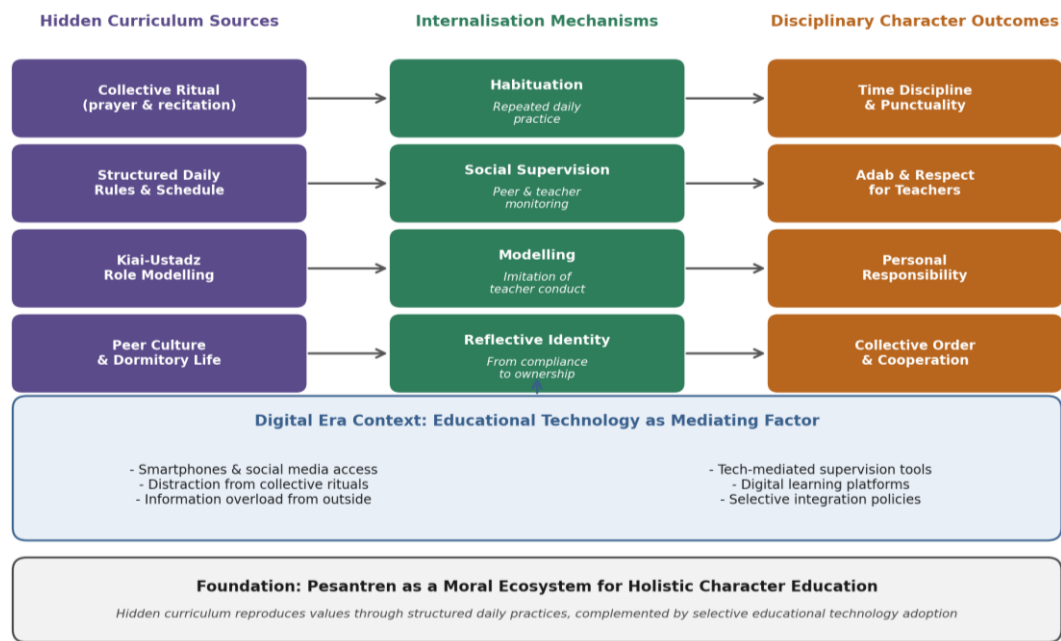 Hidden Curriculum Sources
Internalisation Mechanisms
Disciplinary Character Outcomes
Collective Ritual
(prayer & recitation)
Habituation
Repeated daily
practice
Time Discipline
& Punctuality
Structured Daily
Rules & Schedule
Social Supervision
Peer & teacher
monitoring
Adab & Respect
for Teachers
Kiai-Ustadz
Role Modelling
Modelling
Imitation of
teacher conduct
Personal
Responsibility
Peer Culture
& Dormitory Life
Reflective Identity
From compliance
to ownership
Collective Order
& Cooperation
Digital Era Context: Educational Technology as Mediating Factor
- Smartphones & social media access
- Distraction from collective rituals
- Information overload from outside
- Tech-mediated supervision tools
- Digital learning platforms
- Selective integration policies
Foundation: Pesantren as a Moral Ecosystem for Holistic Character Education
Hidden curriculum reproduces values through structured daily practices, complemented by selective educational technology adoption